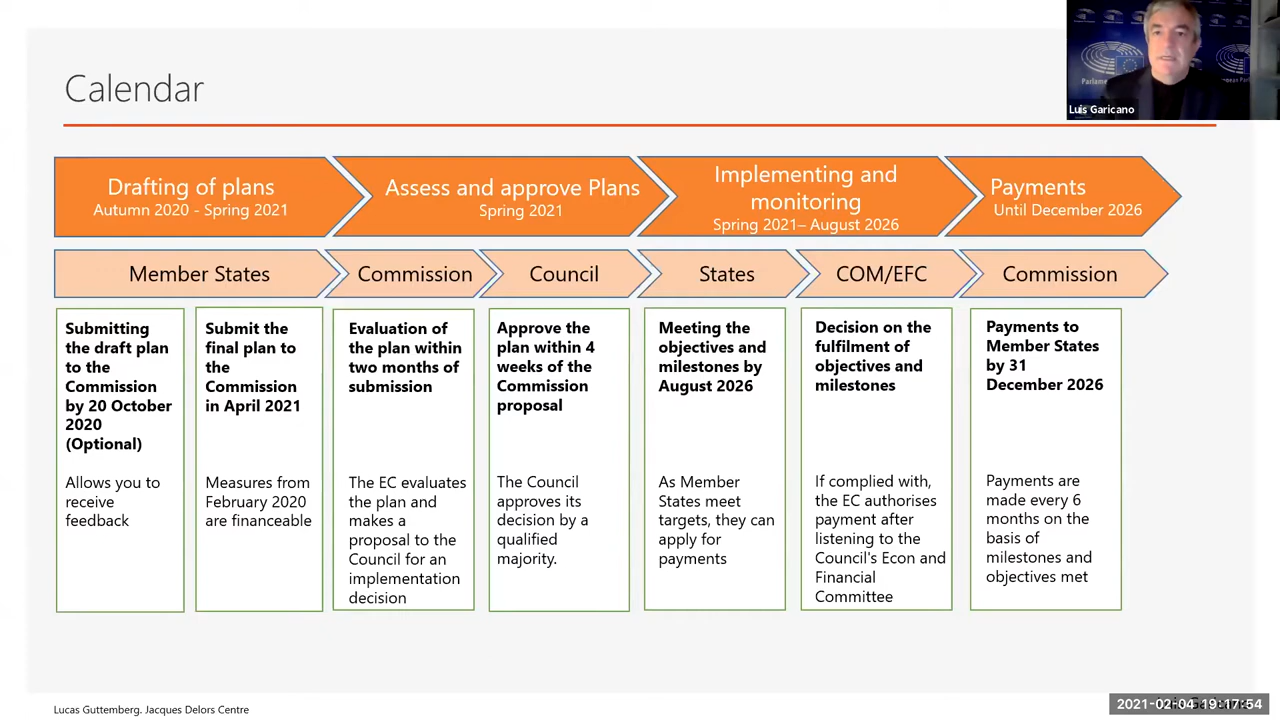 Calendar
Luis Garicano
Drafting of plans
Autumn 2020 - Spring 2021
Assess and approve Plans
Spring 2021
Implementing and
monitoring
Spring 2021– August 2026
Payments
Until December 2026
Member States
Commission
Council
States
COM/EFC
Commission
Submitting
the draft plan
to the
Commission
by 20 October
2020
(Optional)
Allows you to
receive
feedback
Submit the
final plan to
the
Commission
in April 2021
Measures from
February 2020
are financeable
Evaluation of
the plan within
two months of
submission
The EC evaluates
the plan and
makes a
proposal to the
Council for an
implementation
decision
Approve the
plan within 4
weeks of the
Commission
proposal
The Council
approves its
decision by a
qualified
majority.
Meeting the
objectives and
milestones by
August 2026
As Member
States meet
targets, they can
apply for
payments
Decision on the
fulfilment of
objectives and
milestones
If complied with,
the EC authorises
payment after
listening to the
Council's Econ and
Financial
Committee
Payments to
Member States
by 31
December 2026
Payments are
made every 6
months on the
basis of
milestones and
objectives met
Lucas Guttemberg. Jacques Delors Centre
2021-02-04 19:17:54